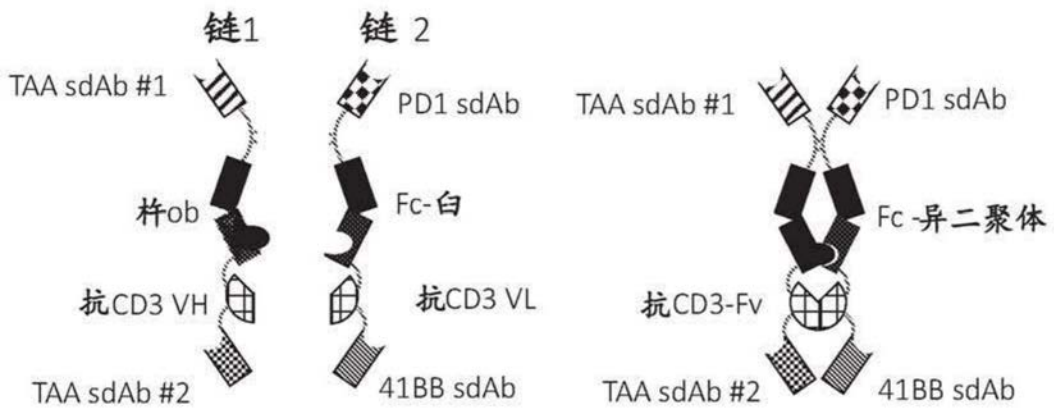 链1
链 2
TAA sdAb #1
PD1 sdAb
TAA sdAb #1
PD1 sdAb
杵ob
Fc-臼
Fc -异二聚体
抗CD3 VH
抗CD3 VL
抗CD3-Fv
TAA sdAb #2
41BB sdAb
TAA sdAb #2
41BB sdAb